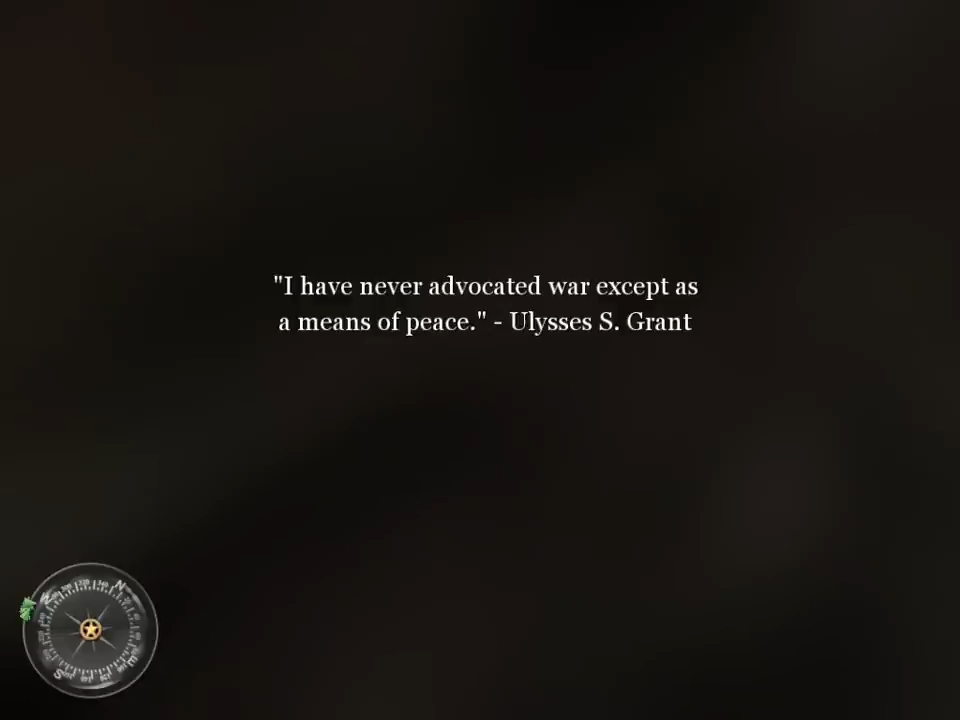 "I have never advocated war except as
a means of peace." - Ulysses S. Grant
N
E
S